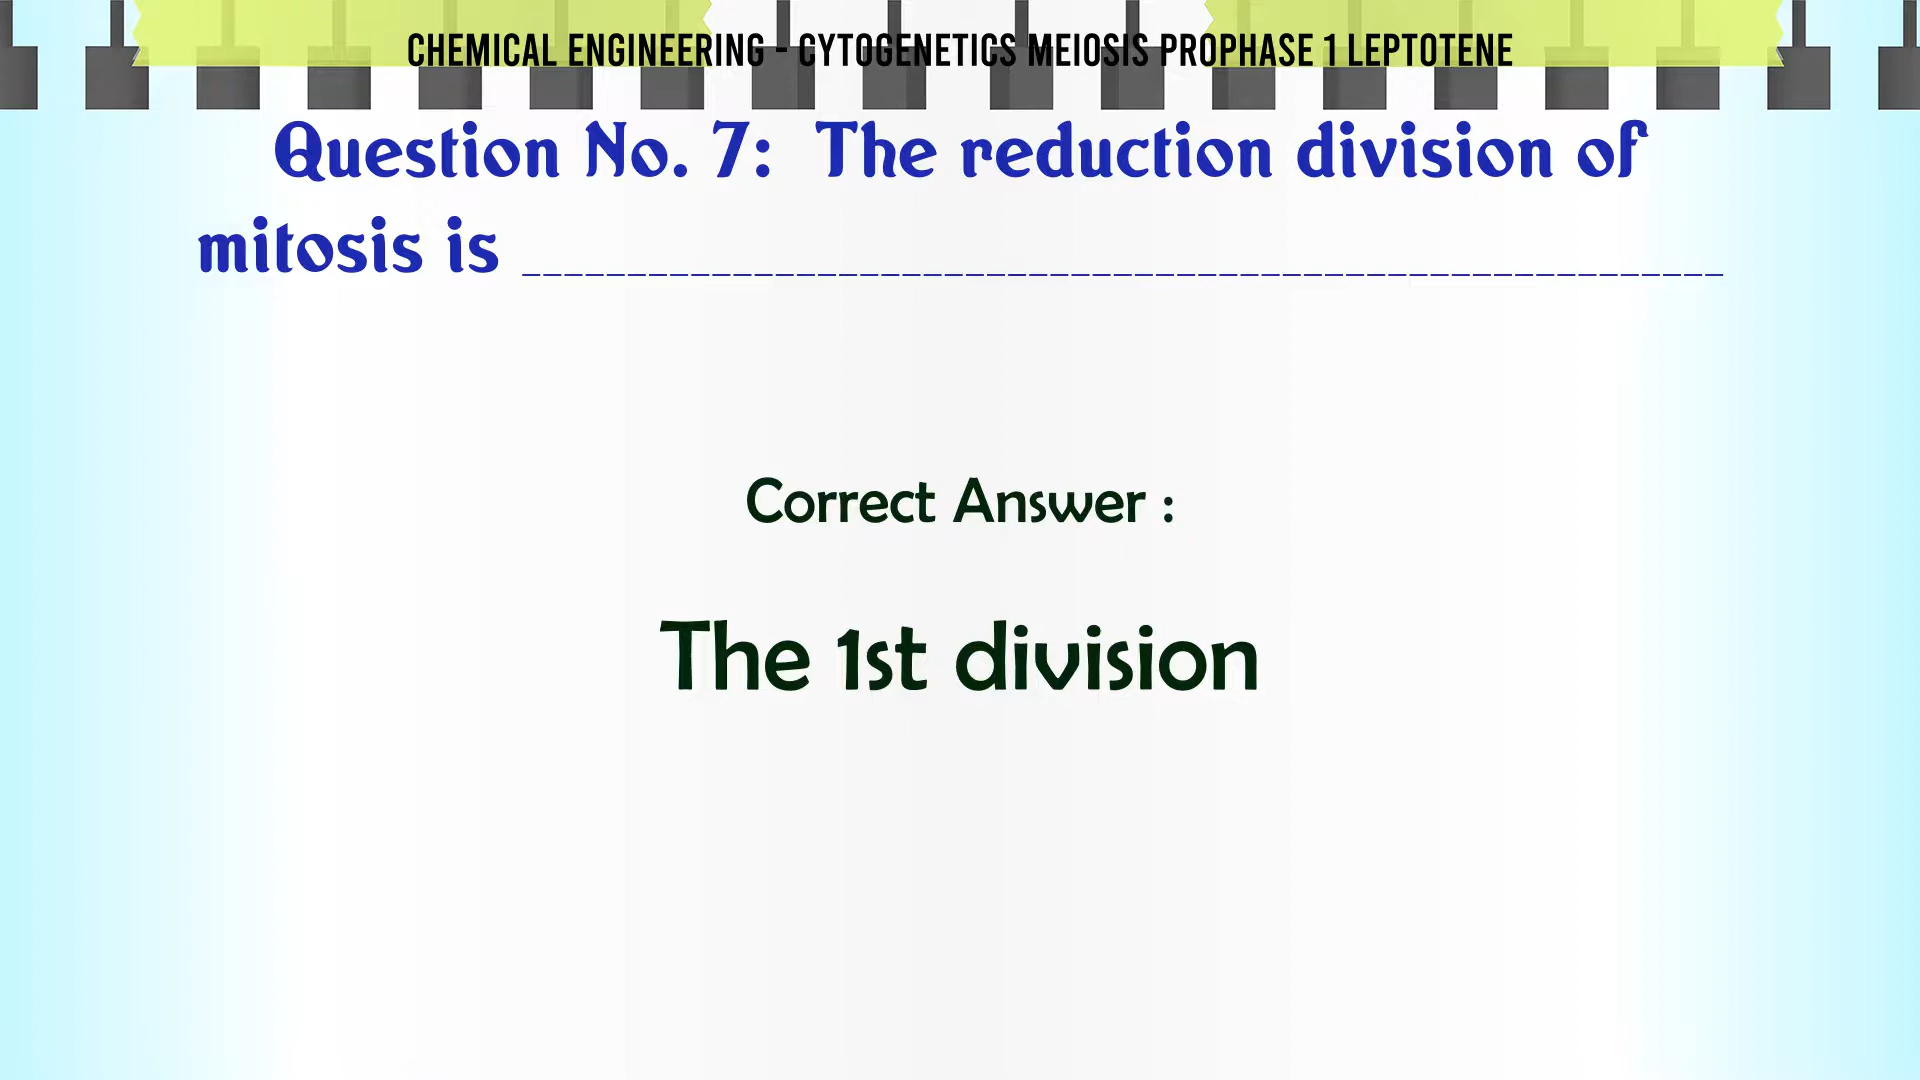 CHEMICAL ENGINEERING - CYTOGENETICS MEIOSIS PROPHASE 1 LEPTOTENE
Question No. 7: The reduction division of
mitosis is _________________________________________________________
Correct Answer :
The 1st division